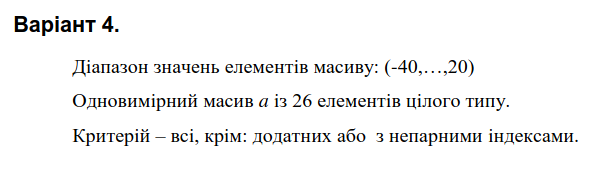 Варіант 4.
Діапазон значень елементів масиву: (-40,…,20)
Одновимірний масив a із 26 елементів цілого типу.
Критерій – всі, крім: додатних або з непарними індексами.